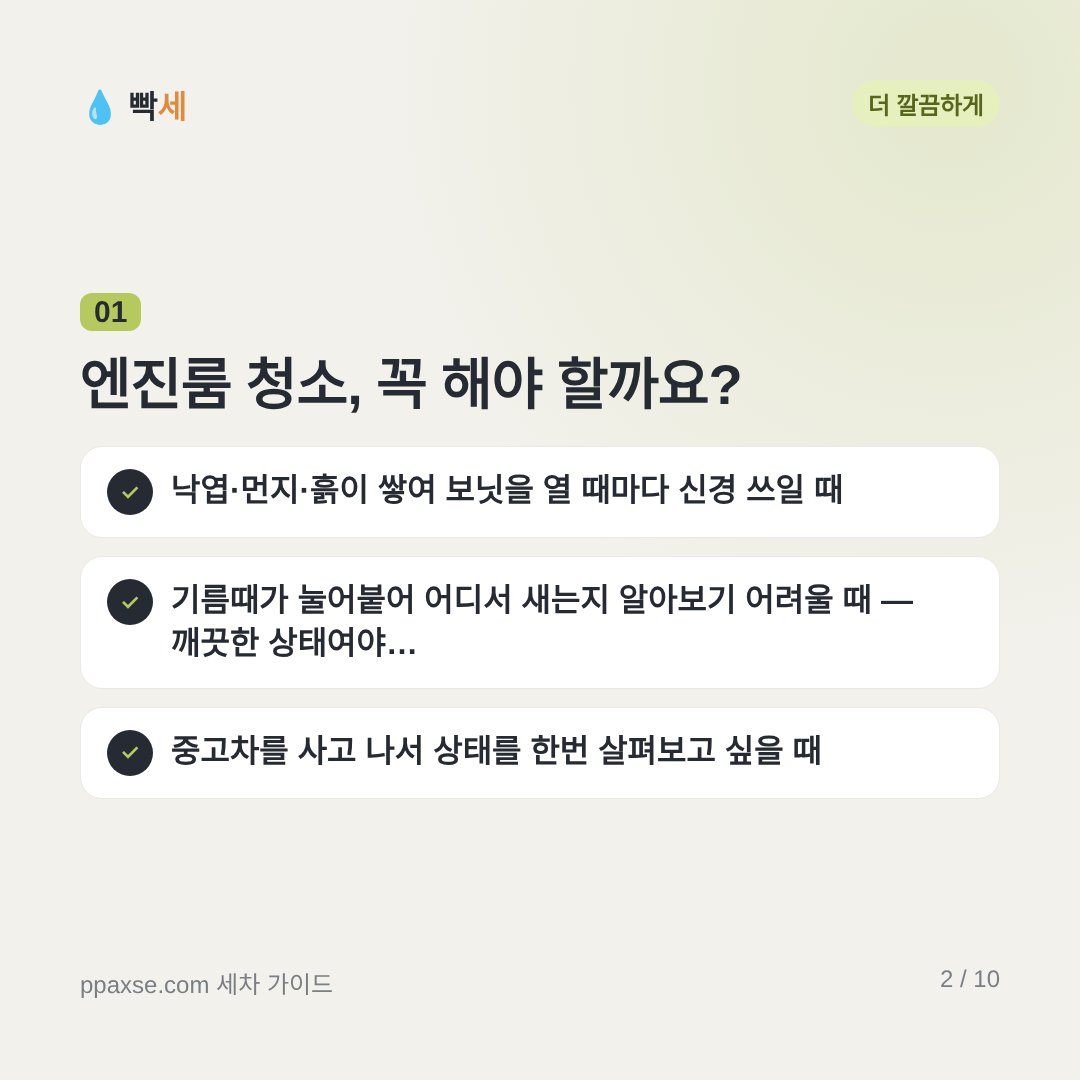 빡세
더 깔끔하게
01
엔진룸 청소, 꼭 해야 할까요?
낙엽·먼지·흙이 쌓여 보닛을 열 때마다 신경 쓰일 때
기름때가 눌어붙어 어디서 새는지 알아보기 어려울 때 —
깨끗한 상태여야…
중고차를 사고 나서 상태를 한번 살펴보고 싶을 때
ppaxse.com 세차 가이드
2 / 10